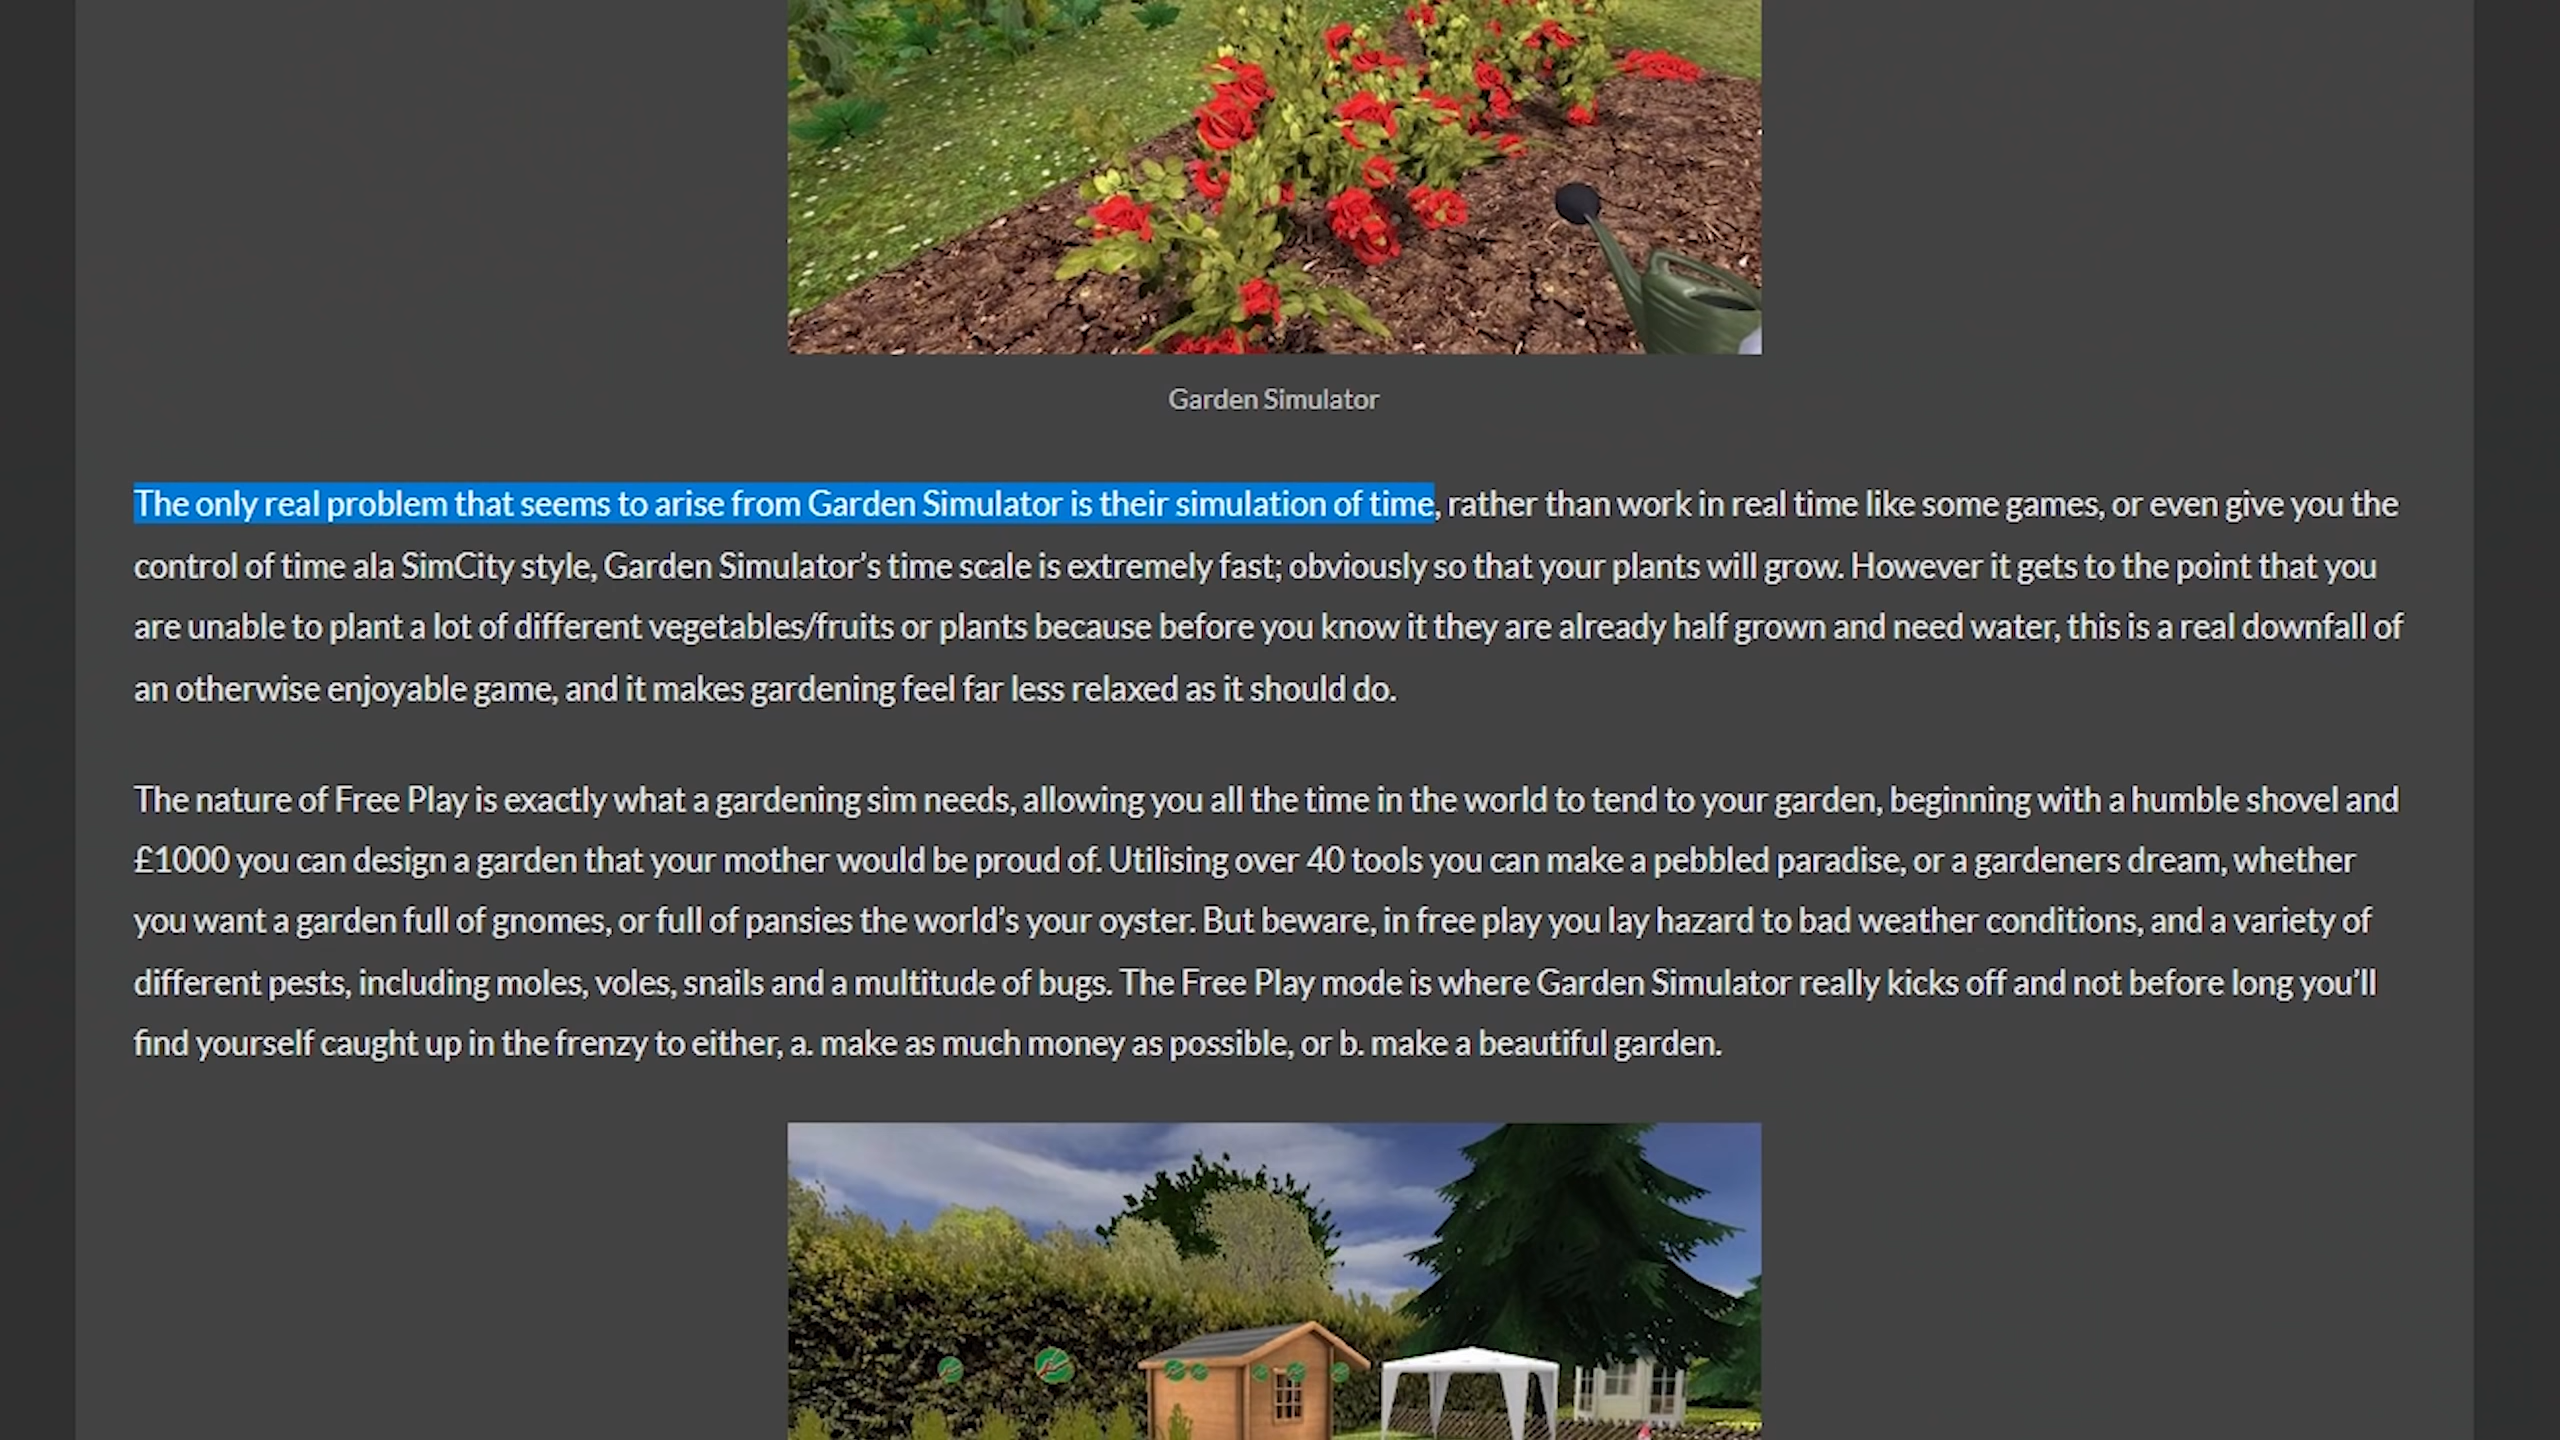 Garden Simulator
The only real problem that seems to arise from Garden Simulator is their simulation of time, rather than work in real time like some games, or even give you the
control of time ala SimCity style, Garden Simulator’s time scale is extremely fast; obviously so that your plants will grow. However it gets to the point that you
are unable to plant a lot of different vegetables/fruits or plants because before you know it they are already half grown and need water, this is a real downfall of
an otherwise enjoyable game, and it makes gardening feel far less relaxed as it should do.
The nature of Free Play is exactly what a gardening sim needs, allowing you all the time in the world to tend to your garden, beginning with a humble shovel and
£1000 you can design a garden that your mother would be proud of. Utilising over 40 tools you can make a pebbled paradise, or a gardeners dream, whether
you want a garden full of gnomes, or full of pansies the world’s your oyster. But beware, in free play you lay hazard to bad weather conditions, and a variety of
different pests, including moles, voles, snails and a multitude of bugs. The Free Play mode is where Garden Simulator really kicks off and not before long you’ll
find yourself caught up in the frenzy to either, a. make as much money as possible, or b. make a beautiful garden.